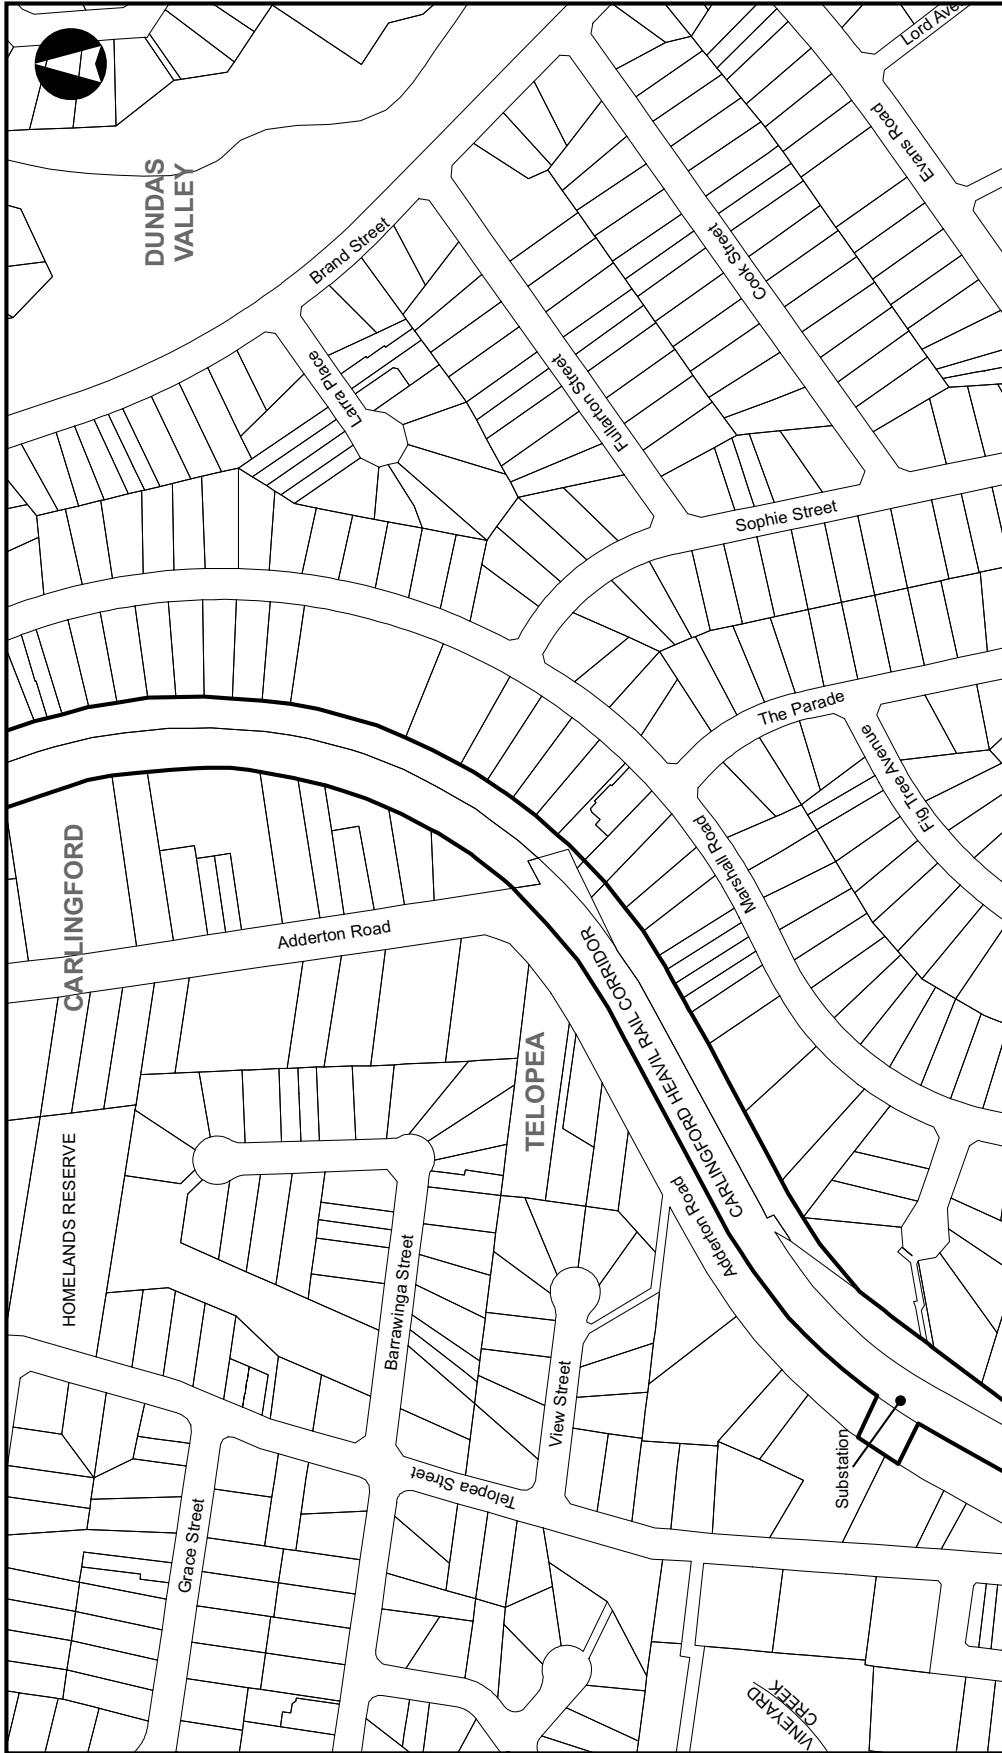 Lord Ave
Evans Road
DUNDAS
VALLEY
Brand Street
Cook Street
Larra Place
Fullarton Street
Sophie Street
The Parade
Fig Tree Avenue
Marshall Road
CARLINGFORD
Adderton Road
CARLINGFORD HEAVIL RAIL CORRIDOR
TELOPEA
HOMELANDS RESERVE
Adderton Road
Barrawinga Street
View Street
Telopea Street
Substation
Grace Street
VINEYARD
CREEK